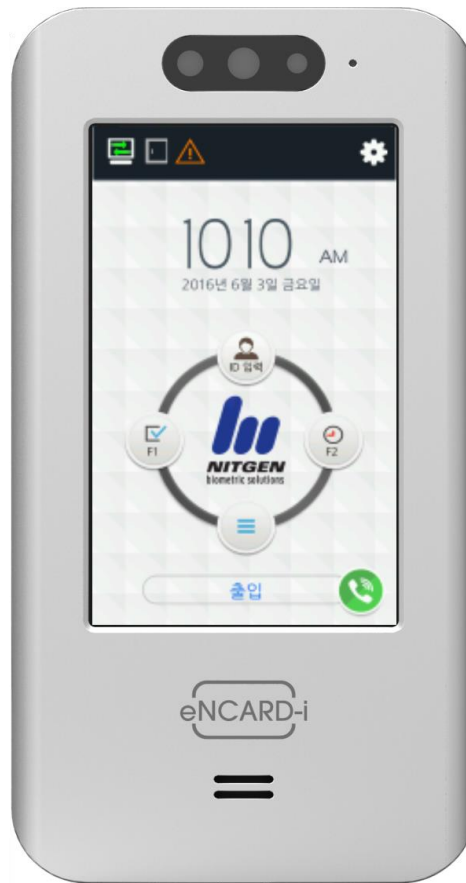 10 10 AM
2016년 6월 3일 금요일
ID 입력
F1
F2
NITGEN
biometric solutions
출입
eNCARD-i